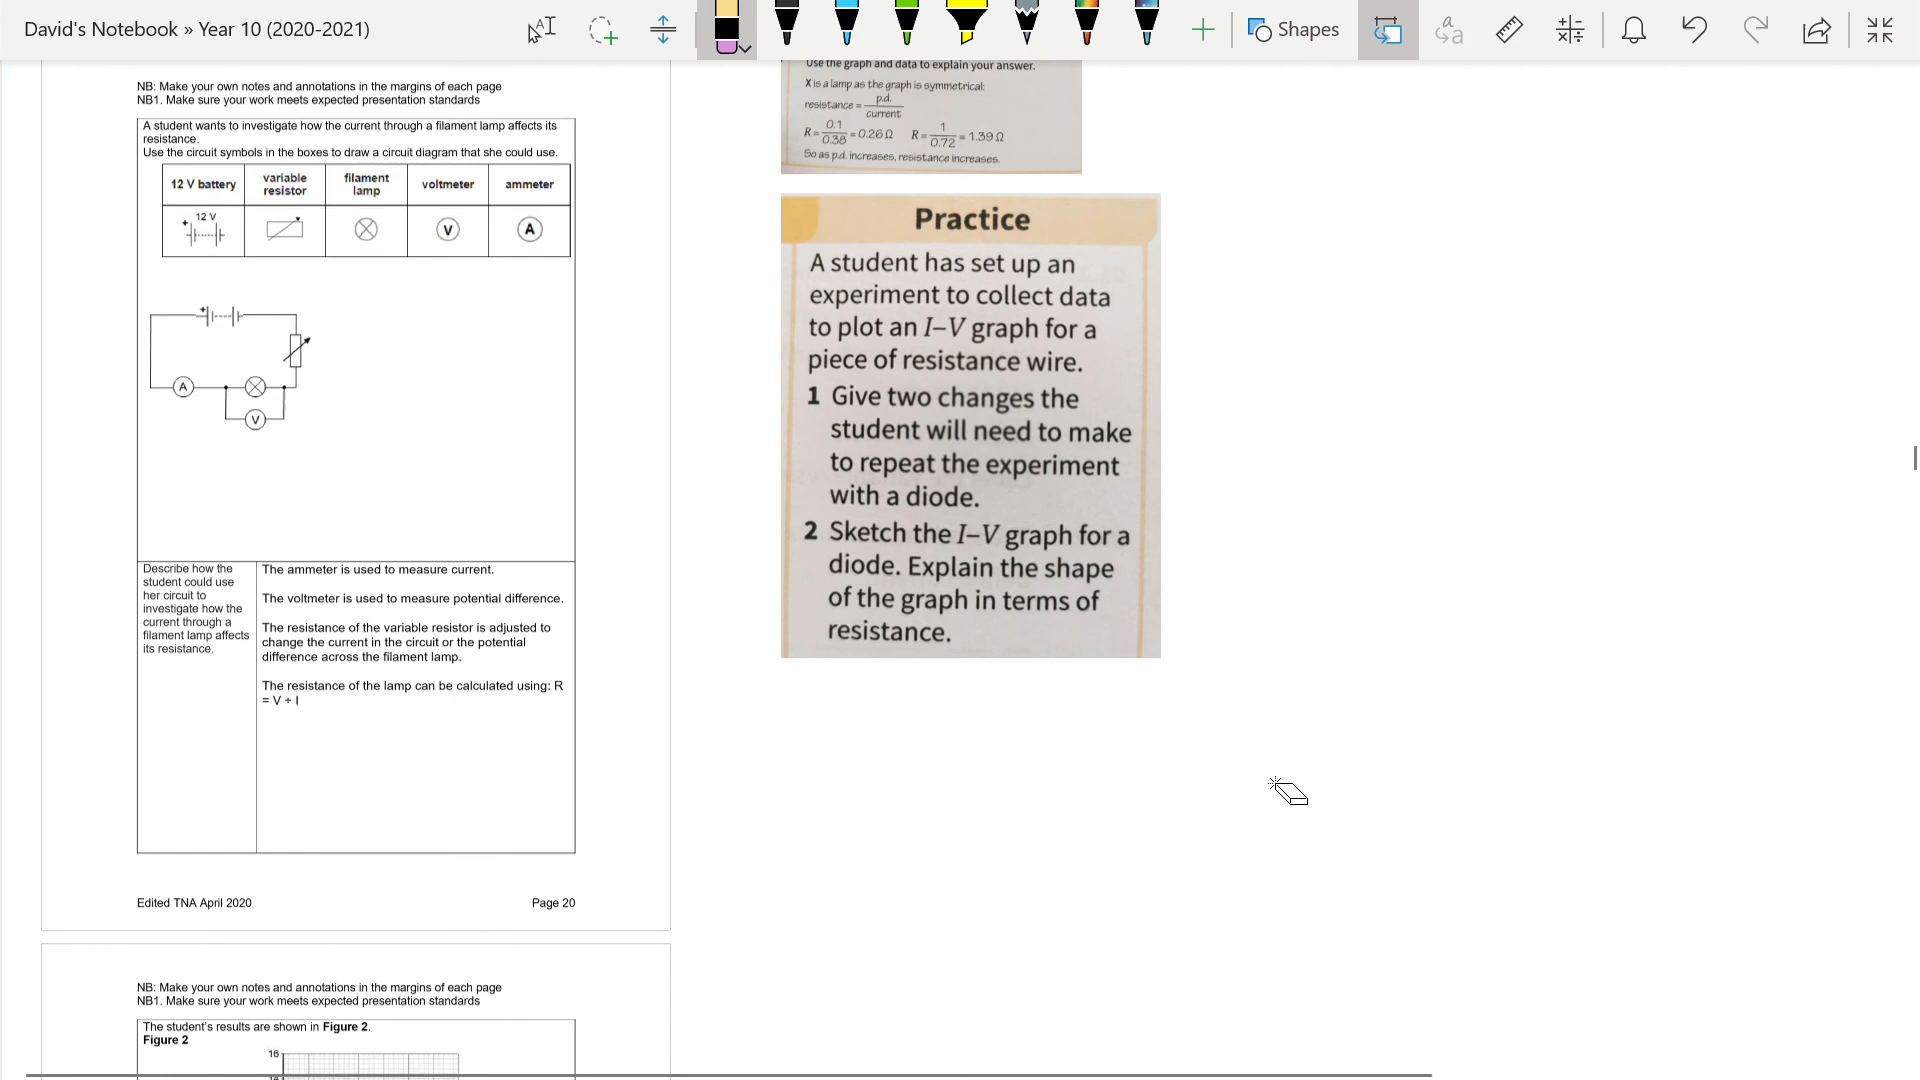 David's Notebook » Year 10 (2020-2021)
Shapes
NB: Make your own notes and annotations in the margins of each page
NB1. Make sure your work meets expected presentation standards
A student wants to investigate how the current through a filament lamp affects its
resistance.
Use the circuit symbols in the boxes to draw a circuit diagram that she could use.
12 V battery
variable
resistor
filament
lamp
voltmeter
ammeter
+ 12 V
V
A
+
A
V
Describe how the
student could use
her circuit to
investigate how the
current through a
filament lamp affects
its resistance.
The ammeter is used to measure current.
The voltmeter is used to measure potential difference.
The resistance of the variable resistor is adjusted to
change the current in the circuit or the potential
difference across the filament lamp.
The resistance of the lamp can be calculated using: R
= V ÷ I
Edited TNA April 2020
Page 20
NB: Make your own notes and annotations in the margins of each page
NB1. Make sure your work meets expected presentation standards
The student's results are shown in Figure 2.
Figure 2
16
Use the graph and data to explain your answer.
X is a lamp as the graph is symmetrical:
resistance = p.d. / current
R = 0.1 / 0.38 = 0.26 Ω R = 1 / 0.72 = 1.39 Ω
So as p.d. increases, resistance increases.
Practice
A student has set up an
experiment to collect data
to plot an I–V graph for a
piece of resistance wire.
1 Give two changes the
student will need to make
to repeat the experiment
with a diode.
2 Sketch the I–V graph for a
diode. Explain the shape
of the graph in terms of
resistance.